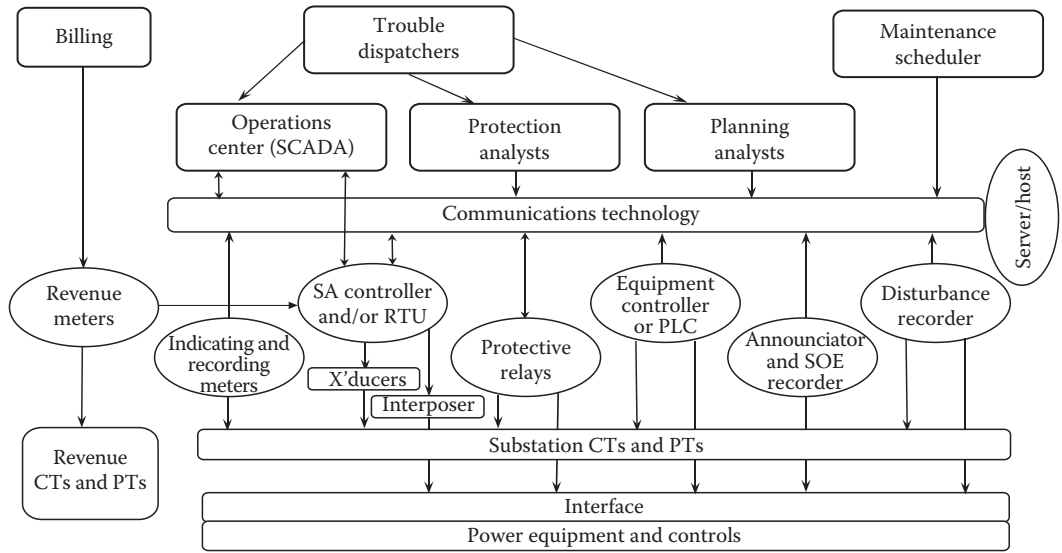 Billing
Trouble
dispatchers
Maintenance
scheduler
Operations
center (SCADA)
Protection
analysts
Planning
analysts
Communications technology
Server/host
Revenue
meters
SA controller
and/or RTU
Equipment
controller
or PLC
Disturbance
recorder
Indicating and
recording
meters
Protective
relays
Announciator
and SOE
recorder
X'ducers
Interposer
Revenue
CTs and PTs
Substation CTs and PTs
Interface
Power equipment and controls